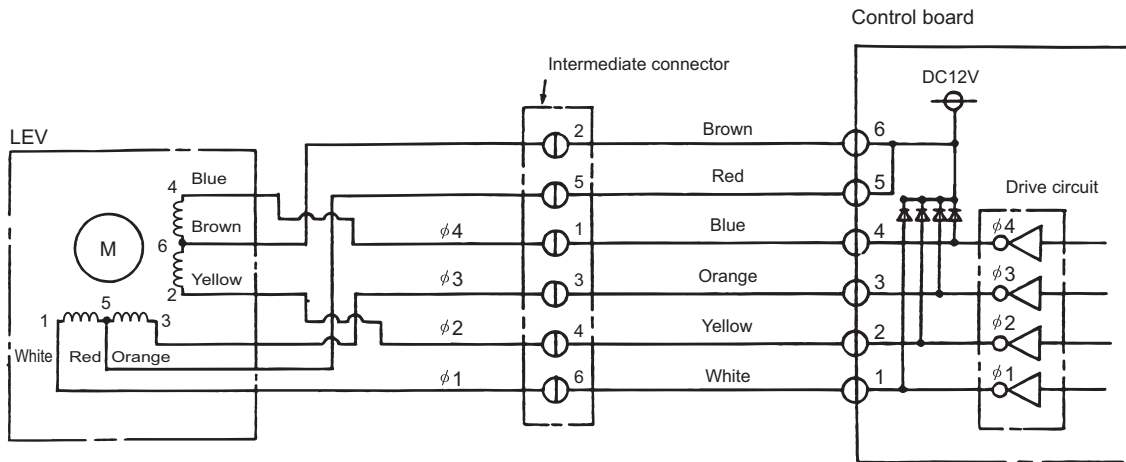 Control board
Intermediate connector
DC12V
LEV
2
Brown
6
5
Red
5
Drive circuit
4
Blue
ϕ4
1
Blue
4
ϕ4
M
6
Brown
ϕ3
3
Orange
3
ϕ3
2
Yellow
ϕ2
4
Yellow
2
ϕ2
1
5
3
White
Red
Orange
ϕ1
6
White
1
ϕ1